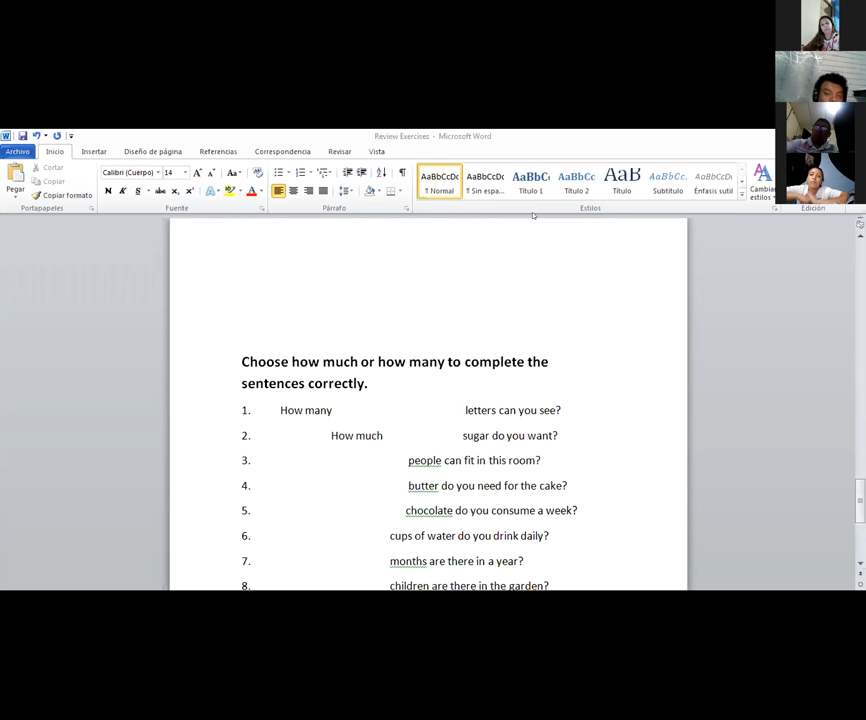 Review Exercises - Microsoft Word
Archivo Inicio Insertar Diseño de página Referencias Correspondencia Revisar Vista
Pegar
Cortar
Copiar
Copiar formato
Portapapeles
Calibri (Cuerpo) 14
N K S abc x₂ x²
Fuente
Párrafo
AaBbCcDc AaBbCcDc AaBbC AaBbCc AaB AaBbCc. AaBbCcDi
¶ Normal ¶ Sin espa... Título 1 Título 2 Título Subtítulo Énfasis sutil
Cambiar estilos
Estilos
Edición
Choose how much or how many to complete the
sentences correctly.
1. How many letters can you see?
2. How much sugar do you want?
3. people can fit in this room?
4. butter do you need for the cake?
5. chocolate do you consume a week?
6. cups of water do you drink daily?
7. months are there in a year?
8. children are there in the garden?